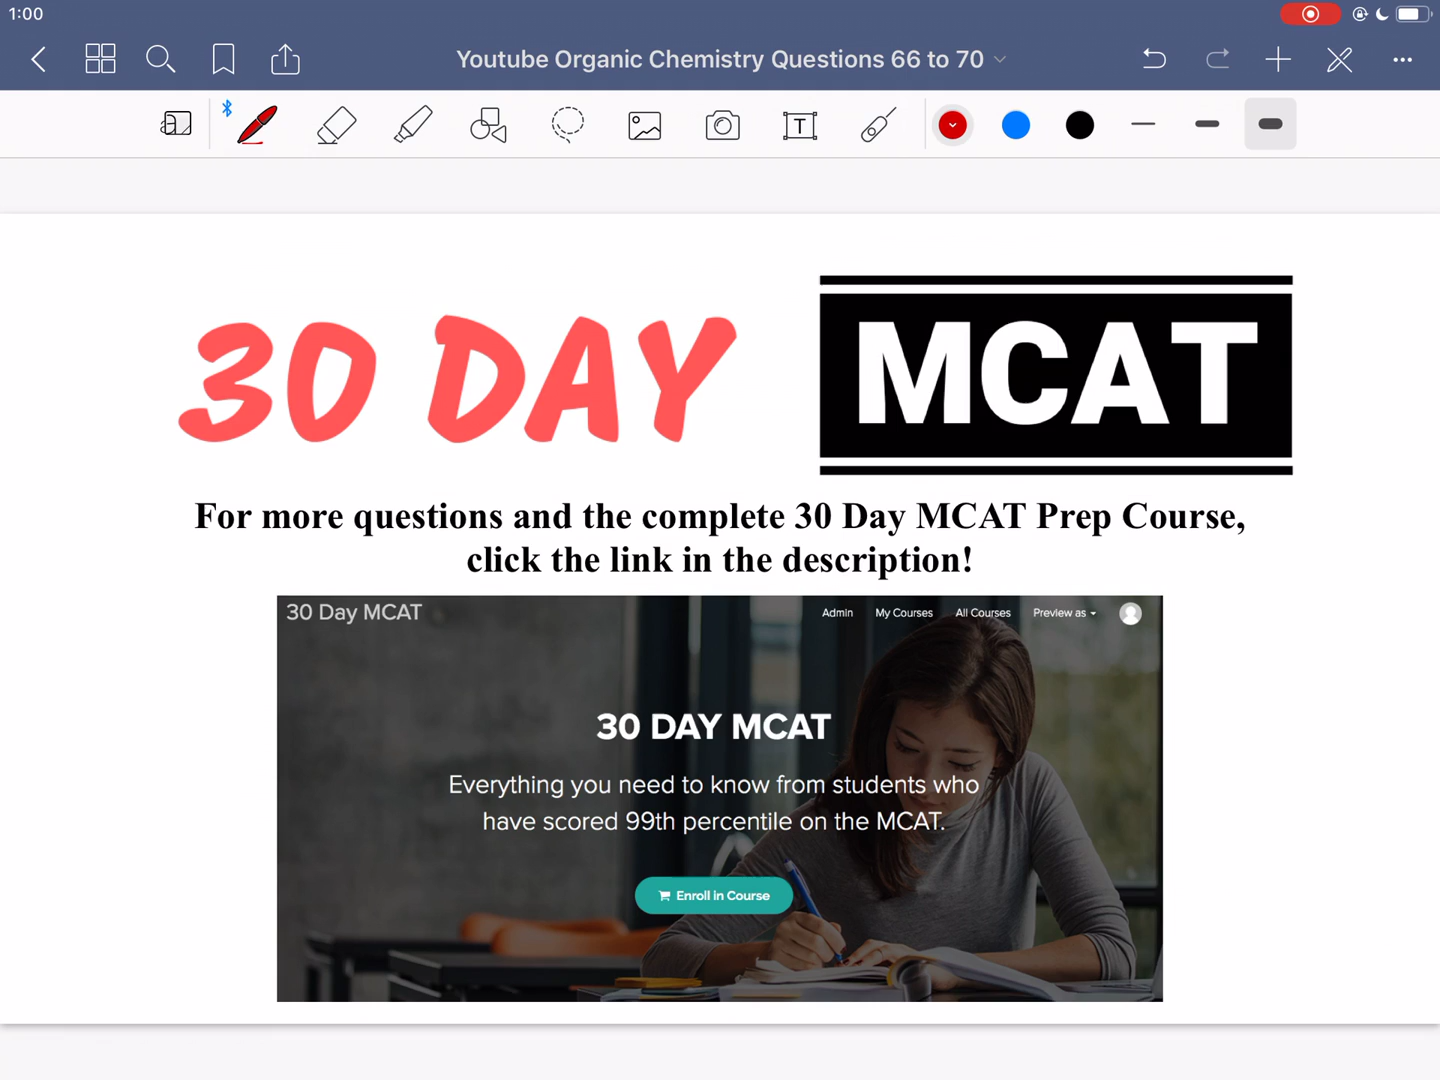 1:00
Youtube Organic Chemistry Questions 66 to 70
a
T
30 DAY
MCAT
For more questions and the complete 30 Day MCAT Prep Course,
click the link in the description!
30 Day MCAT
Admin My Courses All Courses Preview as
30 DAY MCAT
Everything you need to know from students who
have scored 99th percentile on the MCAT.
Enroll in Course